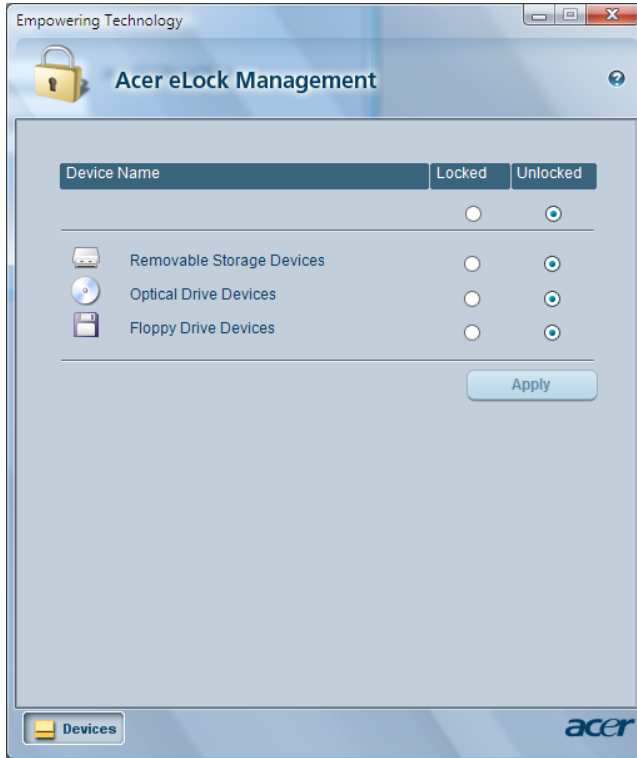 Empowering Technology
Acer eLock Management
Device Name Locked Unlocked
Removable Storage Devices
Optical Drive Devices
Floppy Drive Devices
Apply
Devices
acer